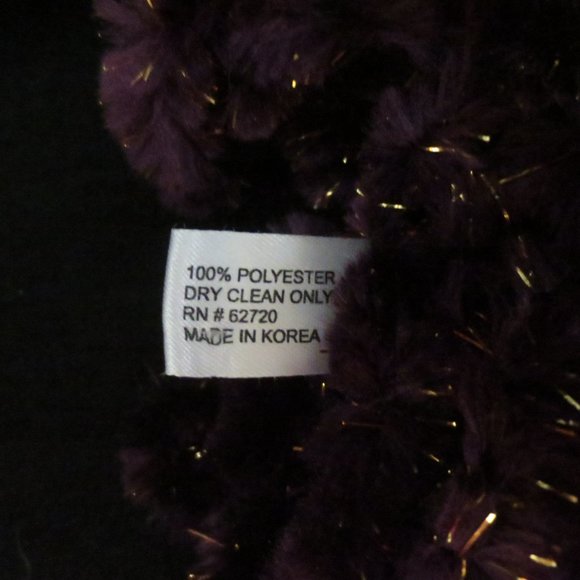 100% POLYESTER
DRY CLEAN ONLY
RN # 62720
MADE IN KOREA